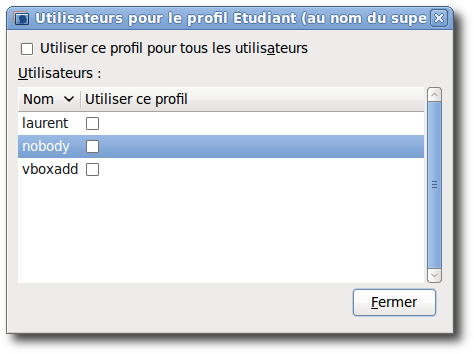 Utilisateurs pour le profil Étudiant (au nom du supe
Utiliser ce profil pour tous les utilisateurs
Utilisateurs :
Nom Utiliser ce profil
laurent
nobody
vboxadd
Fermer